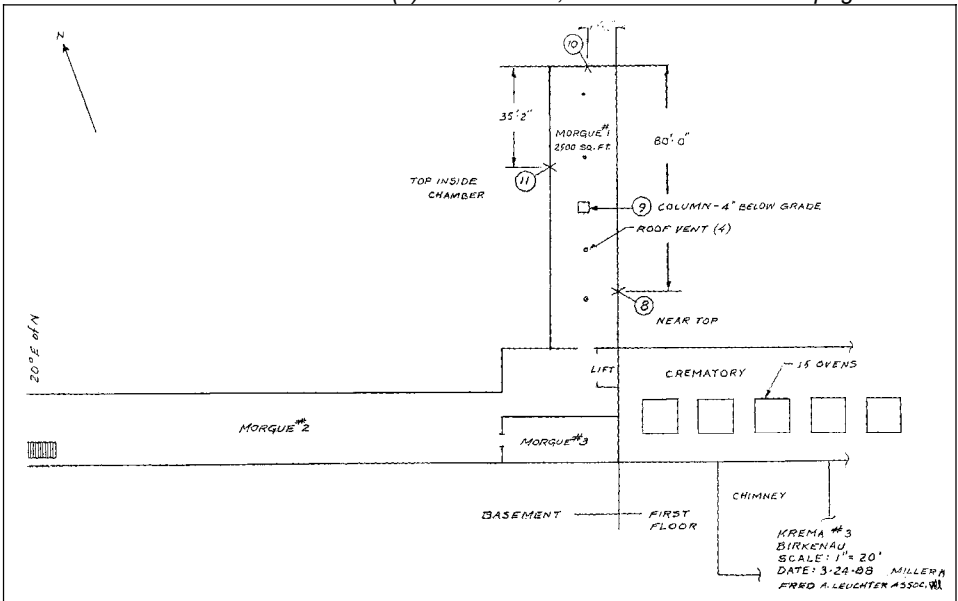 N
10
35'2"
MORGUE #1
2500 SQ. FT.
80'0"
11
TOP INSIDE
CHAMBER
9 COLUMN-4" BELOW GRADE
ROOF VENT (4)
8
NEAR TOP
20° E of N
LIFT
CREMATORY
15 OVENS
MORGUE #2
MORGUE #3
CHIMNEY
BASEMENT
FIRST
FLOOR
KREMA #3
BIRKENAU
SCALE: 1" = 20'
DATE: 3-24-88 MILLER
FRED A. LEUCHTER ASSOC.